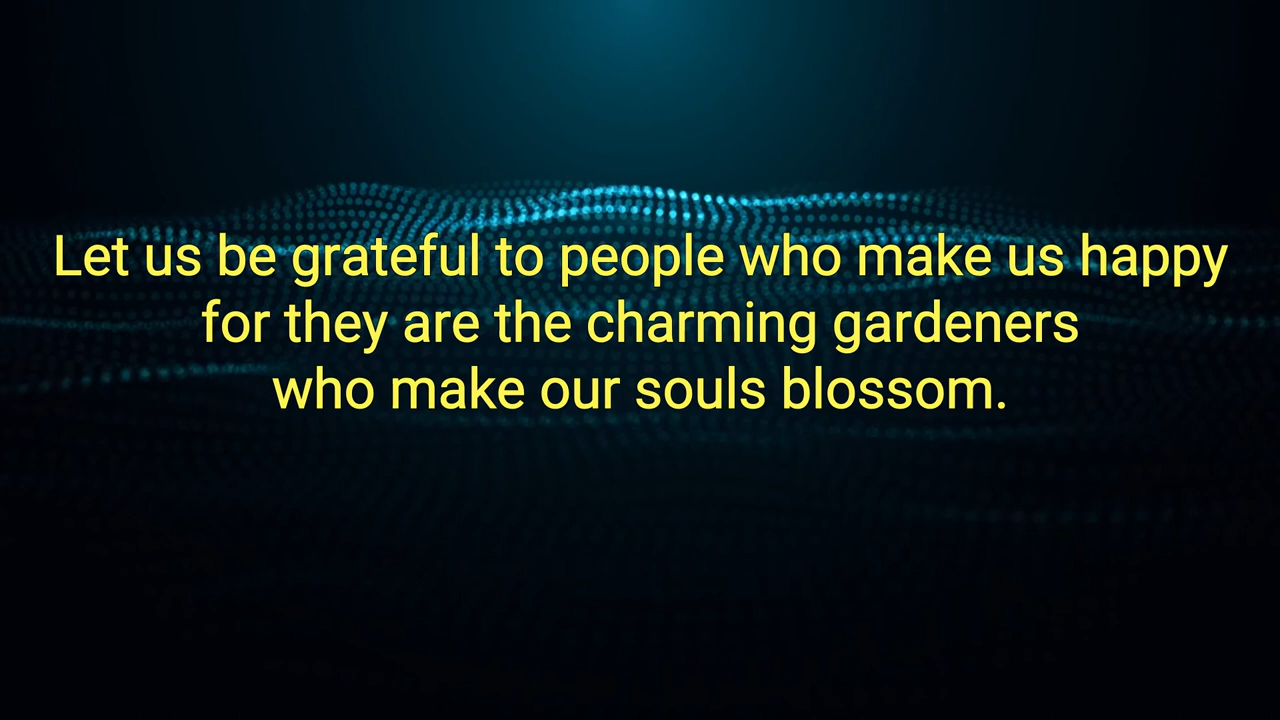 Let us be grateful to people who make us happy
for they are the charming gardeners
who make our souls blossom.